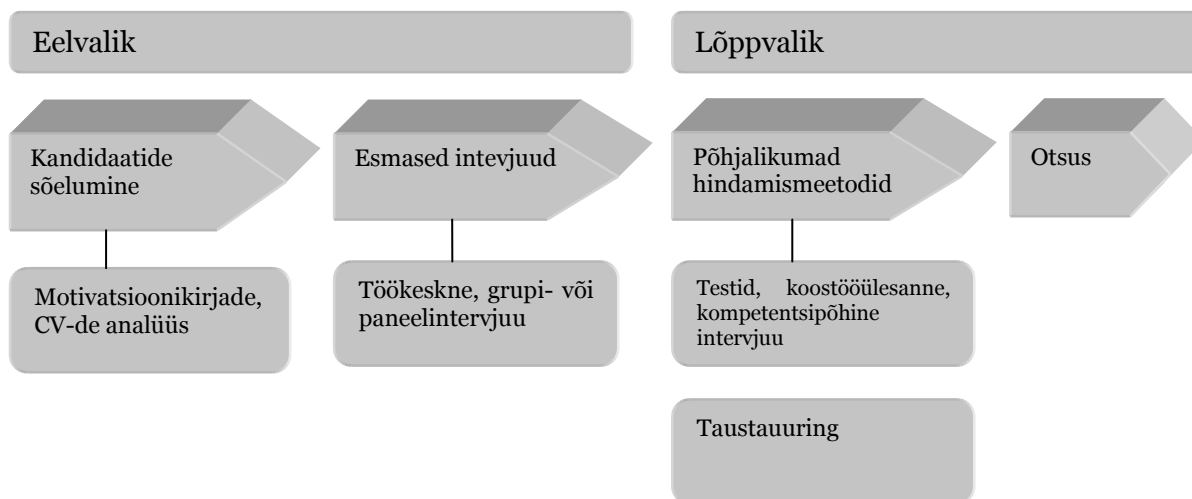 Eelvalik
Lõppvalik
Kandidaatide
sõelumine
Esmased intevjuud
Põhjalikumad
hindamismeetodid
Otsus
Motivatsioonikirjade,
CV-de analüüs
Töökeskne, grupi- või
paneelintervjuu
Testid, koostööülesanne,
kompetentsipõhine
intervjuu
Taustauuring